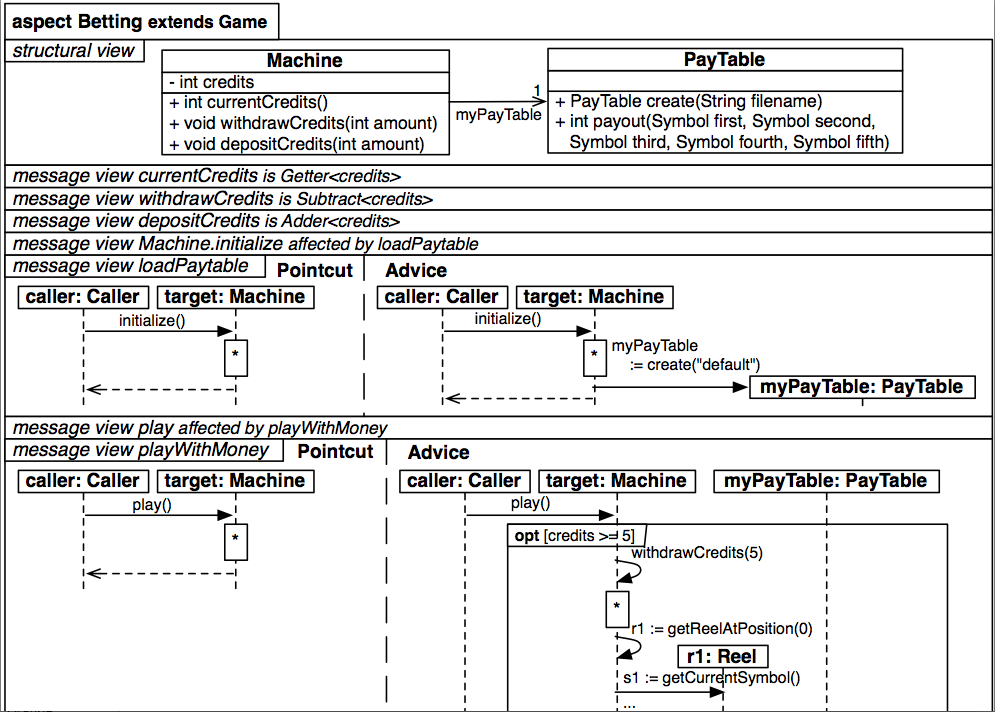 aspect Betting extends Game
structural view
Machine
- int credits
+ int currentCredits()
+ void withdrawCredits(int amount)
+ void depositCredits(int amount)
1
myPayTable
PayTable
+ PayTable create(String filename)
+ int payout(Symbol first, Symbol second,
Symbol third, Symbol fourth, Symbol fifth)
message view currentCredits is Getter<credits>
message view withdrawCredits is Subtract<credits>
message view depositCredits is Adder<credits>
message view Machine.initialize affected by loadPaytable
message view loadPaytable
Pointcut
Advice
caller: Caller
target: Machine
initialize()
*
caller: Caller
target: Machine
initialize()
*
myPayTable
:= create("default")
myPayTable: PayTable
message view play affected by playWithMoney
message view playWithMoney
Pointcut
Advice
caller: Caller
target: Machine
play()
*
caller: Caller
target: Machine
myPayTable: PayTable
play()
opt [credits >= 5]
withdrawCredits(5)
*
r1 := getReelAtPosition(0)
r1: Reel
s1 := getCurrentSymbol()
...